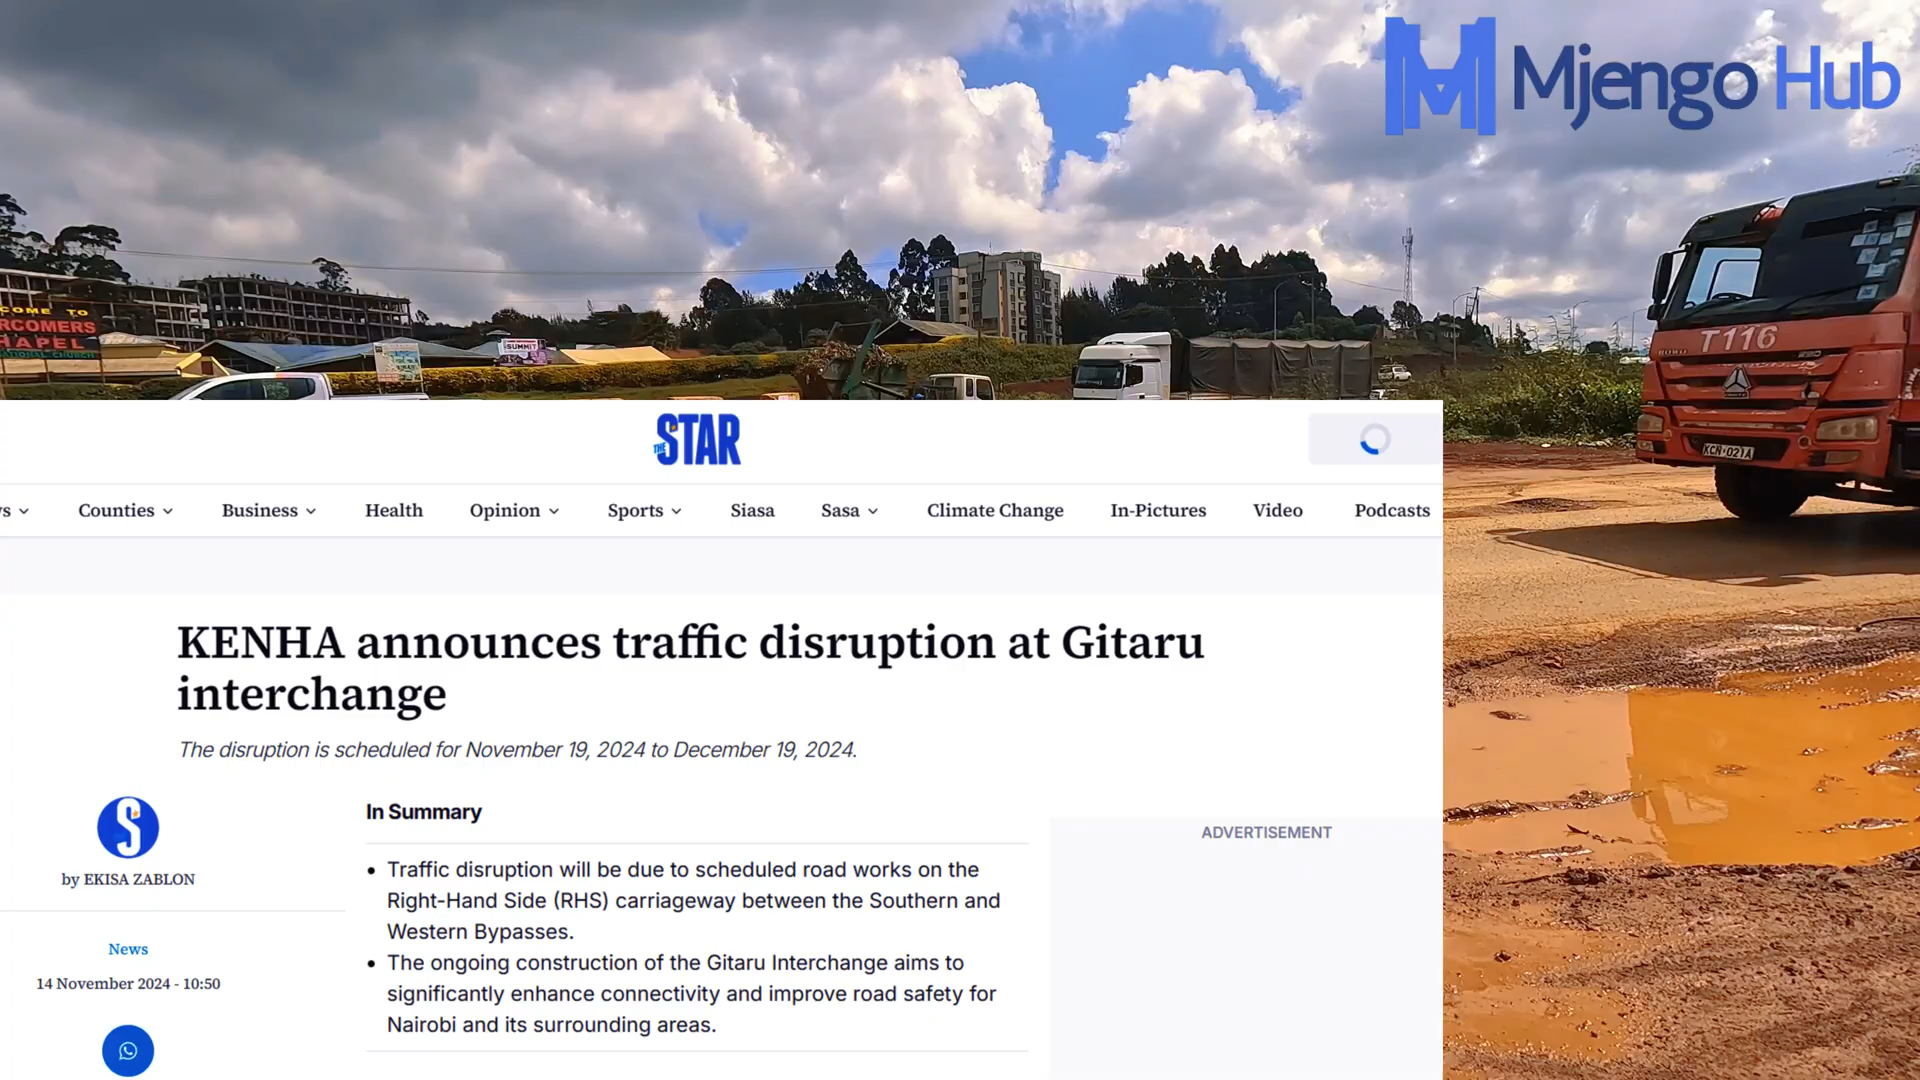 Mjengo Hub
COME TO
RCOMERS
HAPEL
NATIONAL CHURCH
SUMMIT
T116
KCN 021A
THE STAR
Counties
Business
Health
Opinion
Sports
Siasa
Sasa
Climate Change
In-Pictures
Video
Podcasts
KENHA announces traffic disruption at Gitaru
interchange
The disruption is scheduled for November 19, 2024 to December 19, 2024.
by EKISA ZABLON
News
14 November 2024 - 10:50
In Summary
Traffic disruption will be due to scheduled road works on the
Right-Hand Side (RHS) carriageway between the Southern and
Western Bypasses.
The ongoing construction of the Gitaru Interchange aims to
significantly enhance connectivity and improve road safety for
Nairobi and its surrounding areas.
ADVERTISEMENT